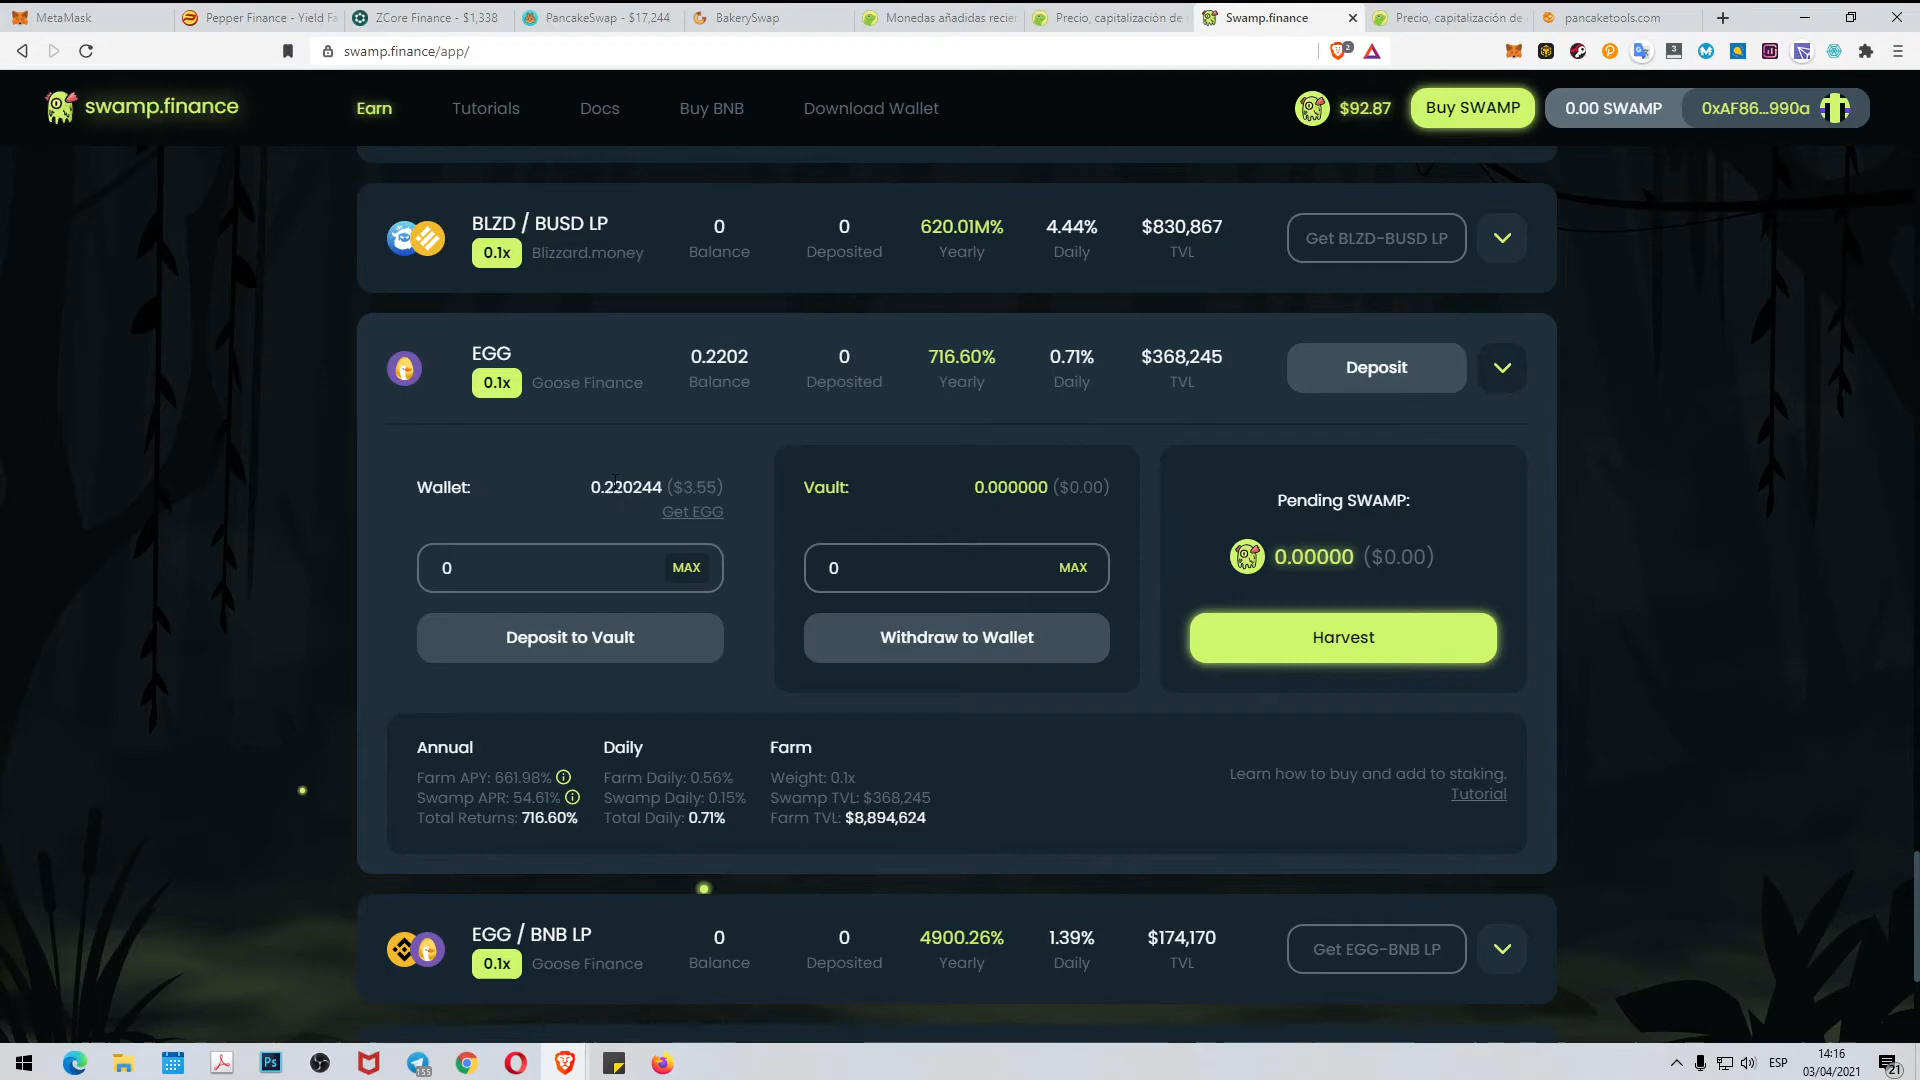 MetaMask
Pepper Finance - Yield Fa
ZCore Finance - $1,338
PancakeSwap - $17,244
BakerySwap
Monedas añadidas recien
Precio, capitalización de
Swamp.finance
Precio, capitalización de
pancaketools.com
swamp.finance/app/
2
3
swamp.finance
Earn
Tutorials
Docs
Buy BNB
Download Wallet
$92.87
Buy SWAMP
0.00 SWAMP
0xAF86...990a
BLZD / BUSD LP
0.1x
Blizzard.money
0
Balance
0
Deposited
620.01M%
Yearly
4.44%
Daily
$830,867
TVL
Get BLZD-BUSD LP
EGG
0.1x
Goose Finance
0.2202
Balance
0
Deposited
716.60%
Yearly
0.71%
Daily
$368,245
TVL
Deposit
Wallet:
0.220244 ($3.55)
Get EGG
0
MAX
Deposit to Vault
Vault:
0.000000 ($0.00)
0
MAX
Withdraw to Wallet
Pending SWAMP:
0.00000 ($0.00)
Harvest
Annual
Farm APY: 661.98%
Swamp APR: 54.61%
Total Returns: 716.60%
Daily
Farm Daily: 0.56%
Swamp Daily: 0.15%
Total Daily: 0.71%
Farm
Weight: 0.1x
Swamp TVL: $368,245
Farm TVL: $8,894,624
Learn how to buy and add to staking.
Tutorial
EGG / BNB LP
0.1x
Goose Finance
0
Balance
0
Deposited
4900.26%
Yearly
1.39%
Daily
$174,170
TVL
Get EGG-BNB LP
Ps
155
ESP
14:16
03/04/2021
21